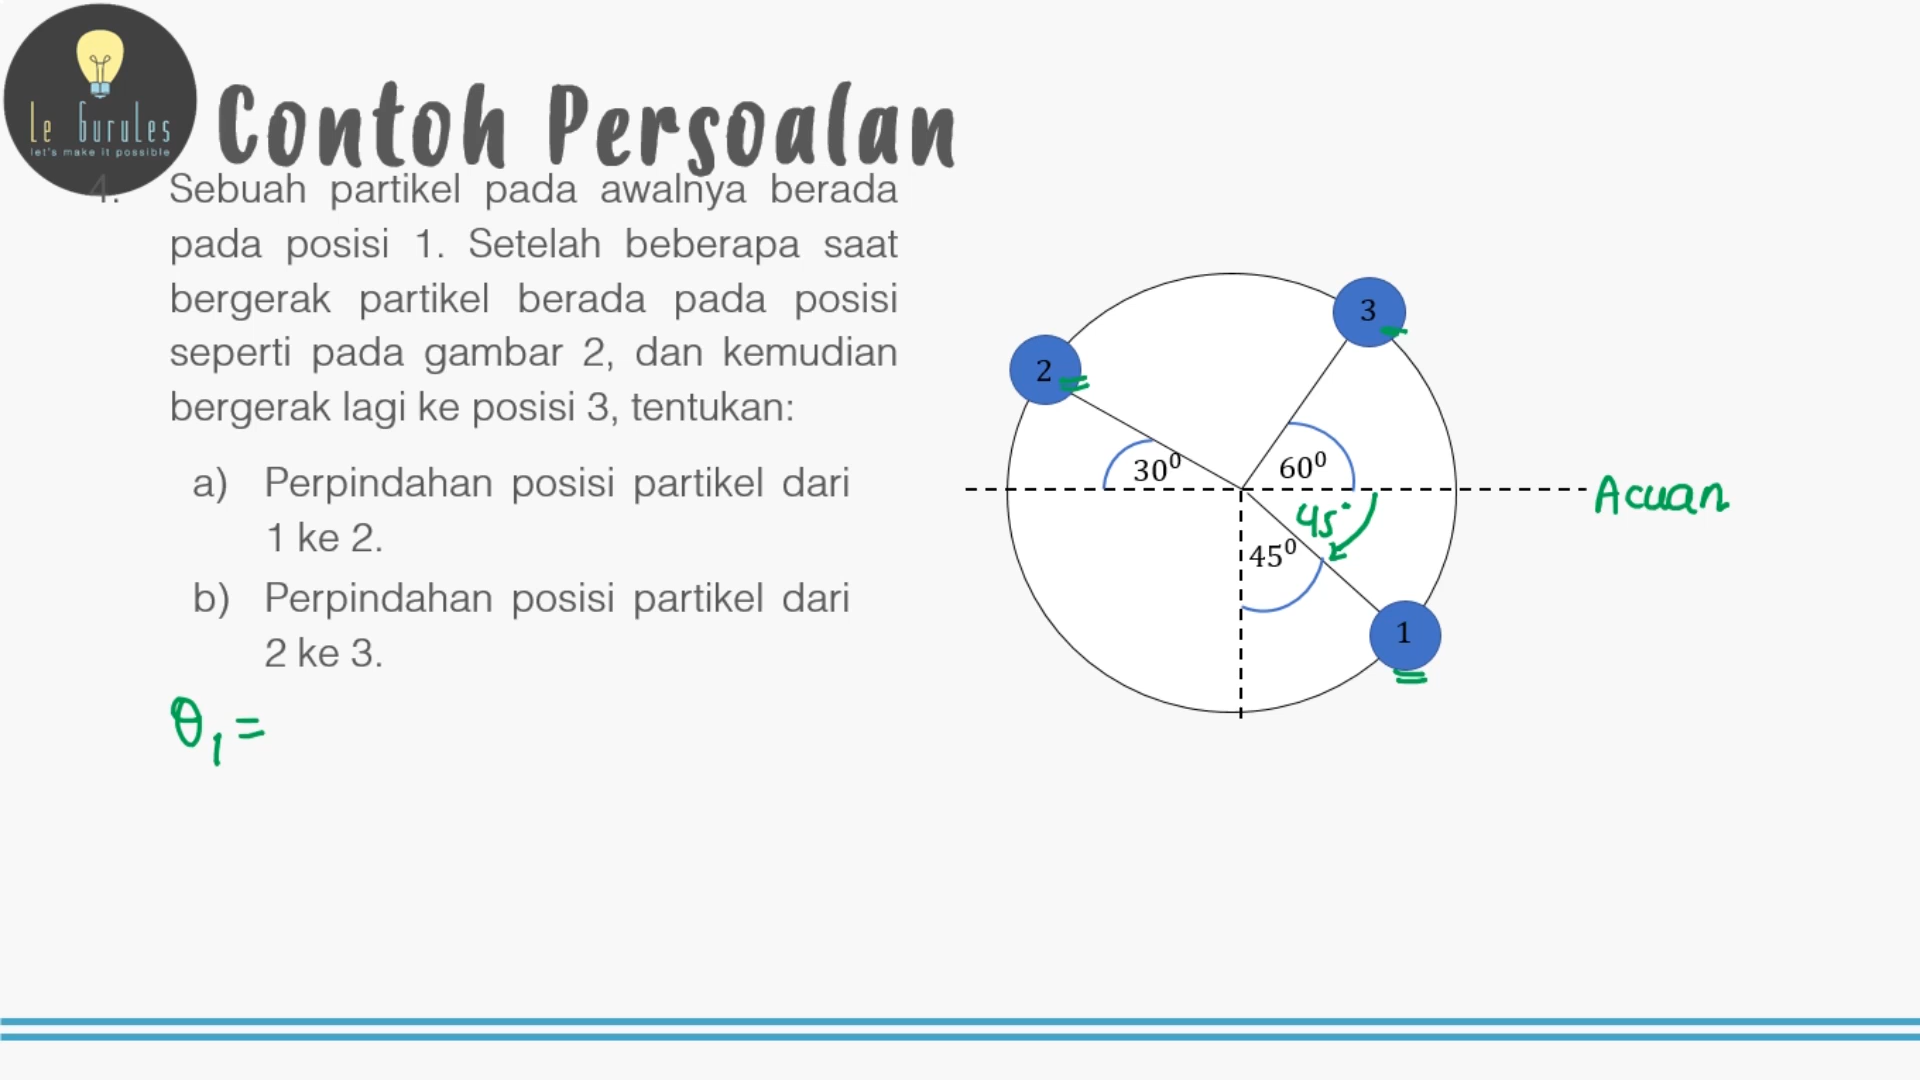 le gurules
let's make it possible
Contoh Persoalan
4. Sebuah partikel pada awalnya berada
pada posisi 1. Setelah beberapa saat
bergerak partikel berada pada posisi
seperti pada gambar 2, dan kemudian
bergerak lagi ke posisi 3, tentukan:
a) Perpindahan posisi partikel dari
1 ke 2.
b) Perpindahan posisi partikel dari
2 ke 3.
θ₁ =
3
2
30⁰
60⁰
Acuan
45°
45⁰
1